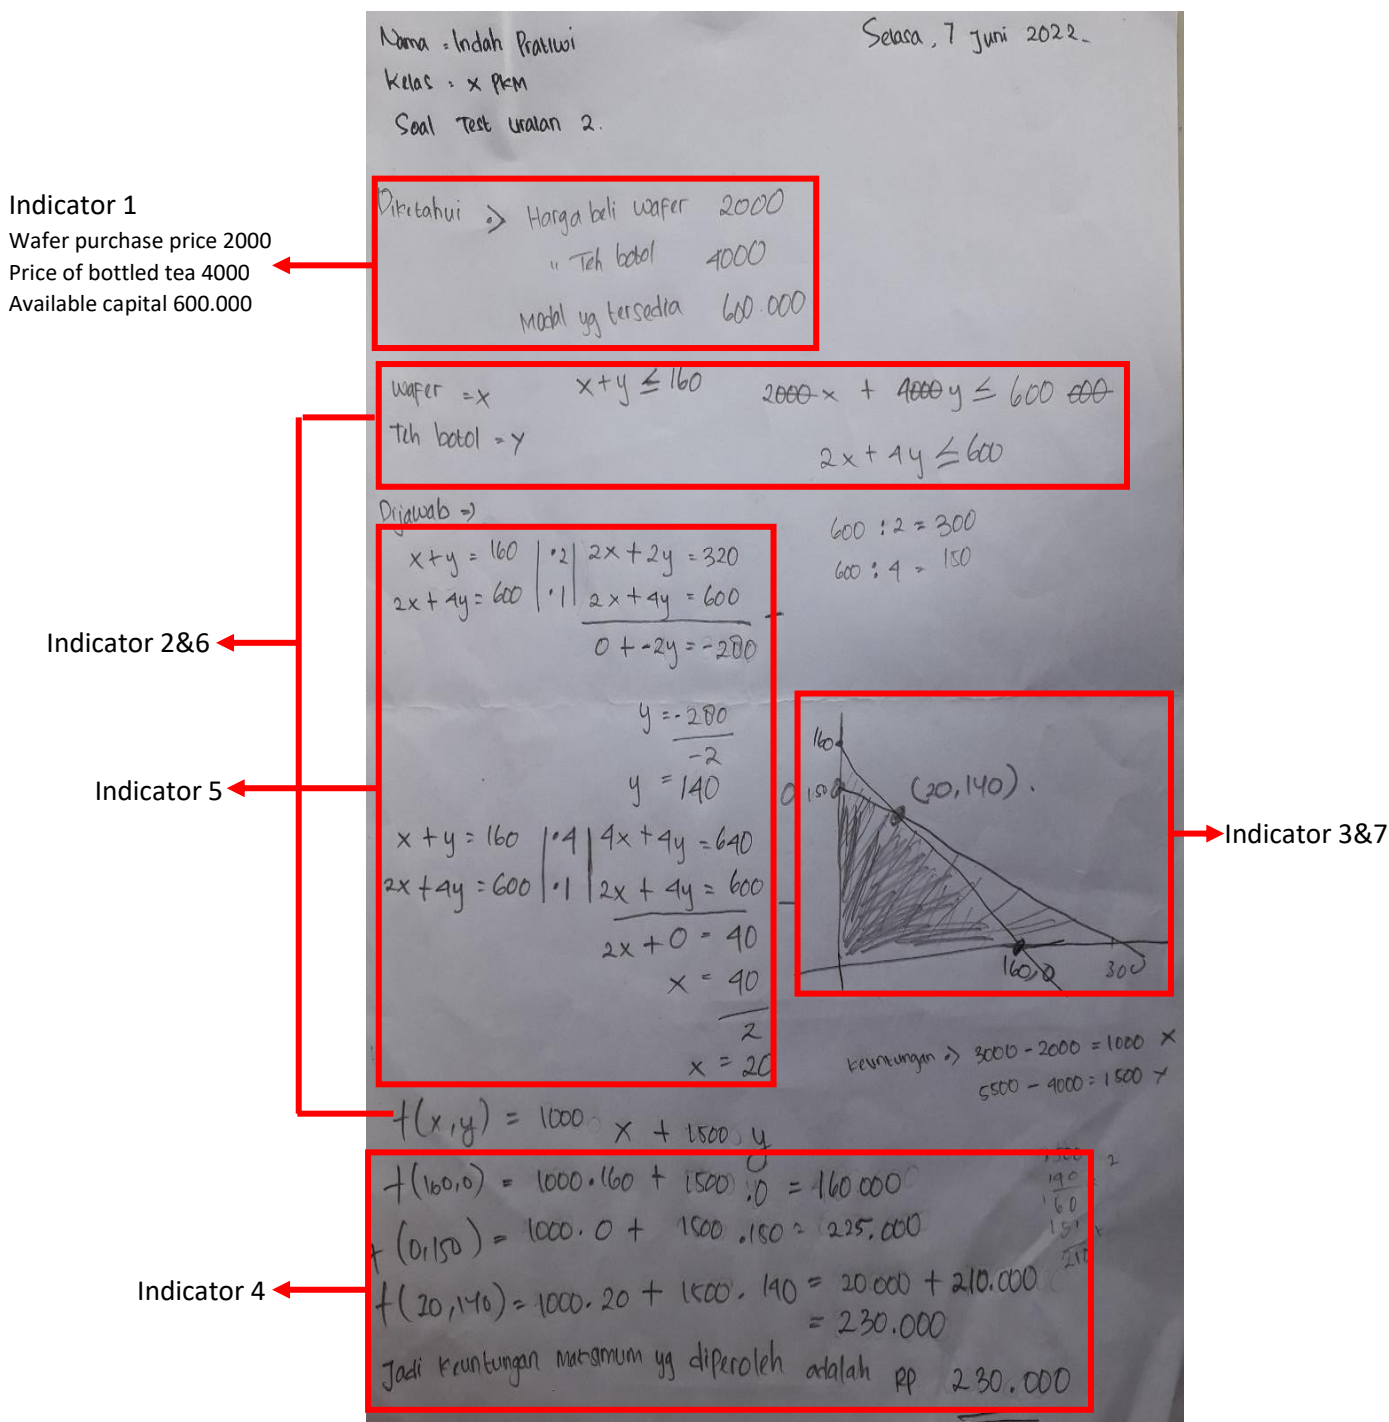 Nama : Indah Pratiwi
Selasa, 7 Juni 2022.
Kelas : X PKM
Soal Test Uraian 2.
Indicator 1
Wafer purchase price 2000
Price of bottled tea 4000
Available capital 600.000
Diketahui :> Harga beli wafer 2000
" Teh botol 4000
Modal yg tersedia 600.000
Wafer = x
Teh botol = y
x + y ≤ 160
2000 x + 4000 y ≤ 600 000
2x + 4y ≤ 600
Indicator 2&6
Dijawab =>
600 : 2 = 300
600 : 4 = 150
x + y = 160 | · 2 | 2x + 2y = 320
2x + 4y = 600 | · 1 | 2x + 4y = 600 -
0 + -2y = -280
y = -280
-2
y = 140
Indicator 5
x + y = 160 | · 4 | 4x + 4y = 640
2x + 4y = 600 | · 1 | 2x + 4y = 600 -
2x + 0 = 40
x = 40
2
x = 20
160
150
(20,140).
160,0
300
Indicator 3&7
Keuntungan :> 3000 - 2000 = 1000 x
5500 - 4000 = 1500 y
f(x,y) = 1000 x + 1500 y
f(160,0) = 1000 . 160 + 1500 . 0 = 160 000
f(0,150) = 1000 . 0 + 1500 . 150 = 225.000
f(20,140) = 1000 . 20 + 1500 . 140 = 20.000 + 210.000
= 230.000
Jadi keuntungan maksmum yg diperoleh adalah Rp 230.000
Indicator 4